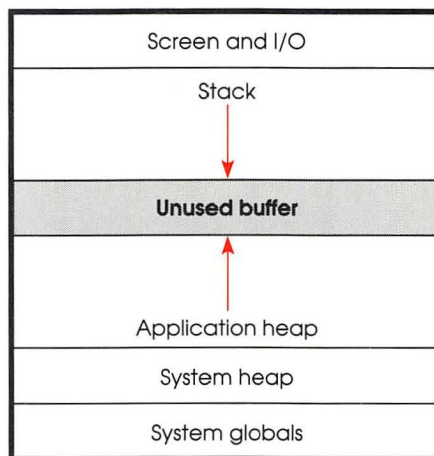 Screen and I/O
Stack
Unused buffer
Application heap
System heap
System globals